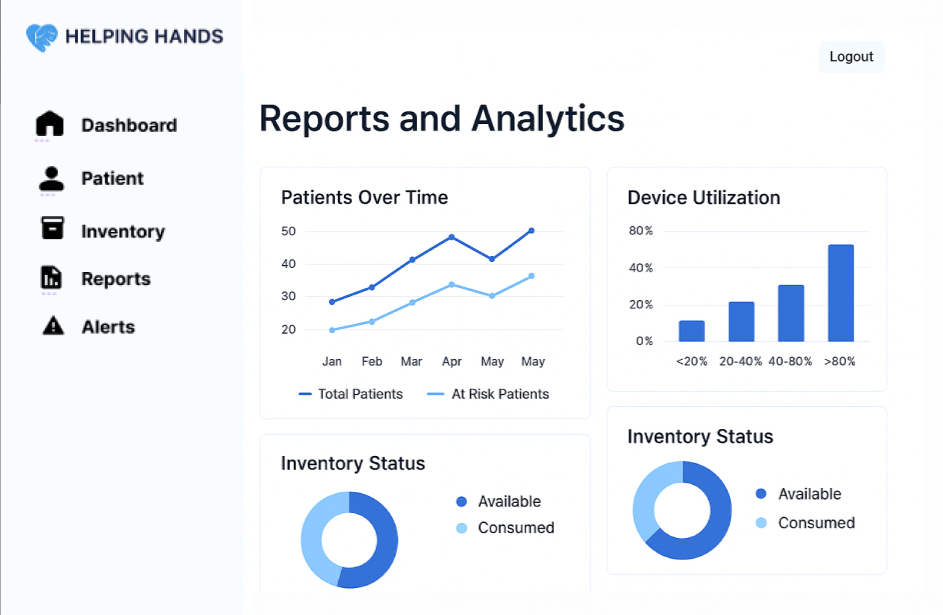 HELPING HANDS
Logout
Dashboard
Patient
Inventory
Reports
Alerts
Reports and Analytics
Patients Over Time
50
40
30
20
Jan Feb Mar Apr May May
Total Patients At Risk Patients
Device Utilization
80%
40%
20%
0%
<20% 20-40% 40-80% >80%
Inventory Status
Available
Consumed
Inventory Status
Available
Consumed